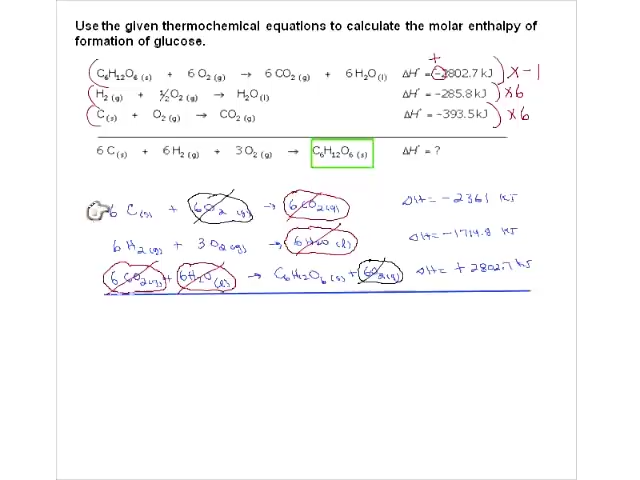 Use the given thermochemical equations to calculate the molar enthalpy of
formation of glucose.
+
C₆H₁₂O₆ (s) + 6 O₂ (g) → 6 CO₂ (g) + 6 H₂O (l) ΔH° = -2802.7 kJ x -1
H₂ (g) + ½O₂ (g) → H₂O(l) ΔH° = -285.8 kJ x6
C(s) + O₂ (g) → CO₂ (g) ΔH° = -393.5 kJ x6
6 C(s) + 6 H₂ (g) + 3 O₂ (g) → C₆H₁₂O₆ (s) ΔH° = ?
6 C(s) + 6O₂ (g) → 6 CO₂(g) ΔH = -2361 KJ
6 H₂(g) + 3 O₂(g) → 6 H₂O (l) ΔH = -1714.8 KJ
6 CO₂(g) + 6 H₂O (l) → C₆H₁₂O₆ (s) + 6O₂(g) ΔH = + 2802.7 KJ